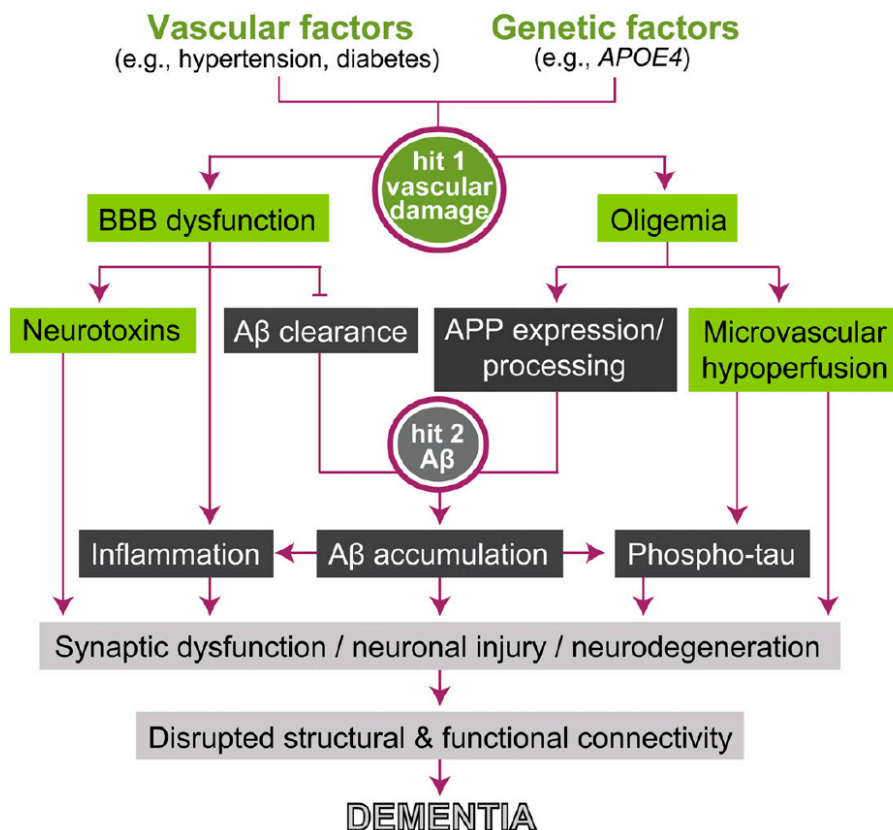 Vascular factors
(e.g., hypertension, diabetes)
Genetic factors
(e.g., APOE4)
hit 1
vascular
damage
BBB dysfunction
Oligemia
Neurotoxins
Aβ clearance
APP expression/
processing
Microvascular
hypoperfusion
hit 2
Aβ
Inflammation
Aβ accumulation
Phospho-tau
Synaptic dysfunction / neuronal injury / neurodegeneration
Disrupted structural & functional connectivity
DEMENTIA